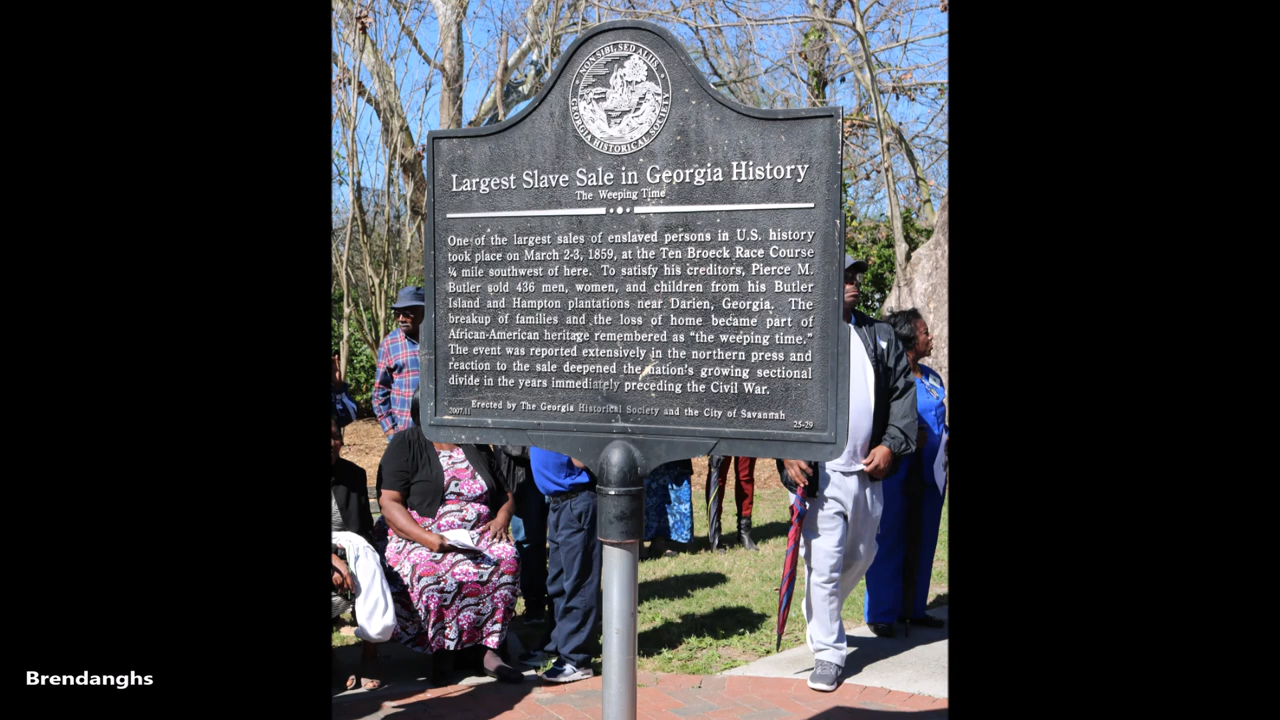 NON SIBI, SED ALIIS
GEORGIA HISTORICAL SOCIETY
Largest Slave Sale in Georgia History
The Weeping Time
One of the largest sales of enslaved persons in U.S. history
took place on March 2-3, 1859, at the Ten Broeck Race Course
¼ mile southwest of here. To satisfy his creditors, Pierce M.
Butler sold 436 men, women, and children from his Butler
Island and Hampton plantations near Darien, Georgia. The
breakup of families and the loss of home became part of
African-American heritage remembered as “the weeping time.”
The event was reported extensively in the northern press and
reaction to the sale deepened the nation's growing sectional
divide in the years immediately preceding the Civil War.
Erected by The Georgia Historical Society and the City of Savannah
2007.11
25-29
Brendanghs